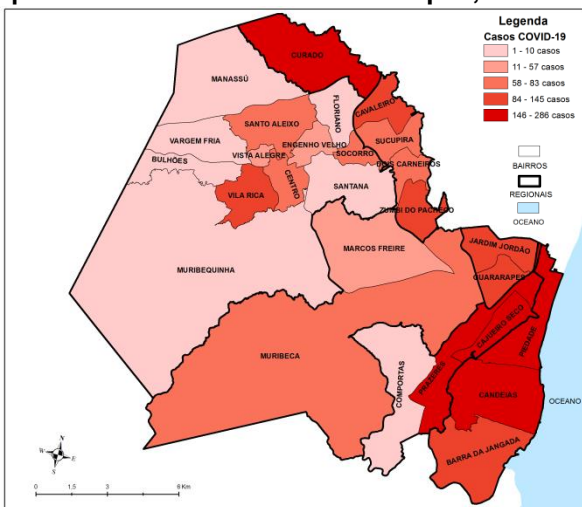 Legenda
Casos COVID-19
1 - 10 casos
11 - 57 casos
58 - 83 casos
84 - 145 casos
146 - 286 casos
BAIRROS
REGIONAIS
OCEANO
CURADO
MANASSÚ
FLORIANO
CAVALEIRO
SANTO ALEIXO
VARGEM FRIA
ENGENHO VELHO
SUCUPIRA
VISTA ALEGRE
SOCORRO
DOIS CARNEIROS
BULHÕES
CENTRO
SANTANA
VILA RICA
ZUMBI DO PACHECO
MARCOS FREIRE
JARDIM JORDÃO
MURIBEQUINHA
GUARARAPES
CAJUEIRO SECO
PIEDADE
MURIBECA
COMPORTAS
PRAZERES
CANDEIAS
OCEANO
BARRA DA JANGADA
N
W E
S
0 1,5 3 6 Km